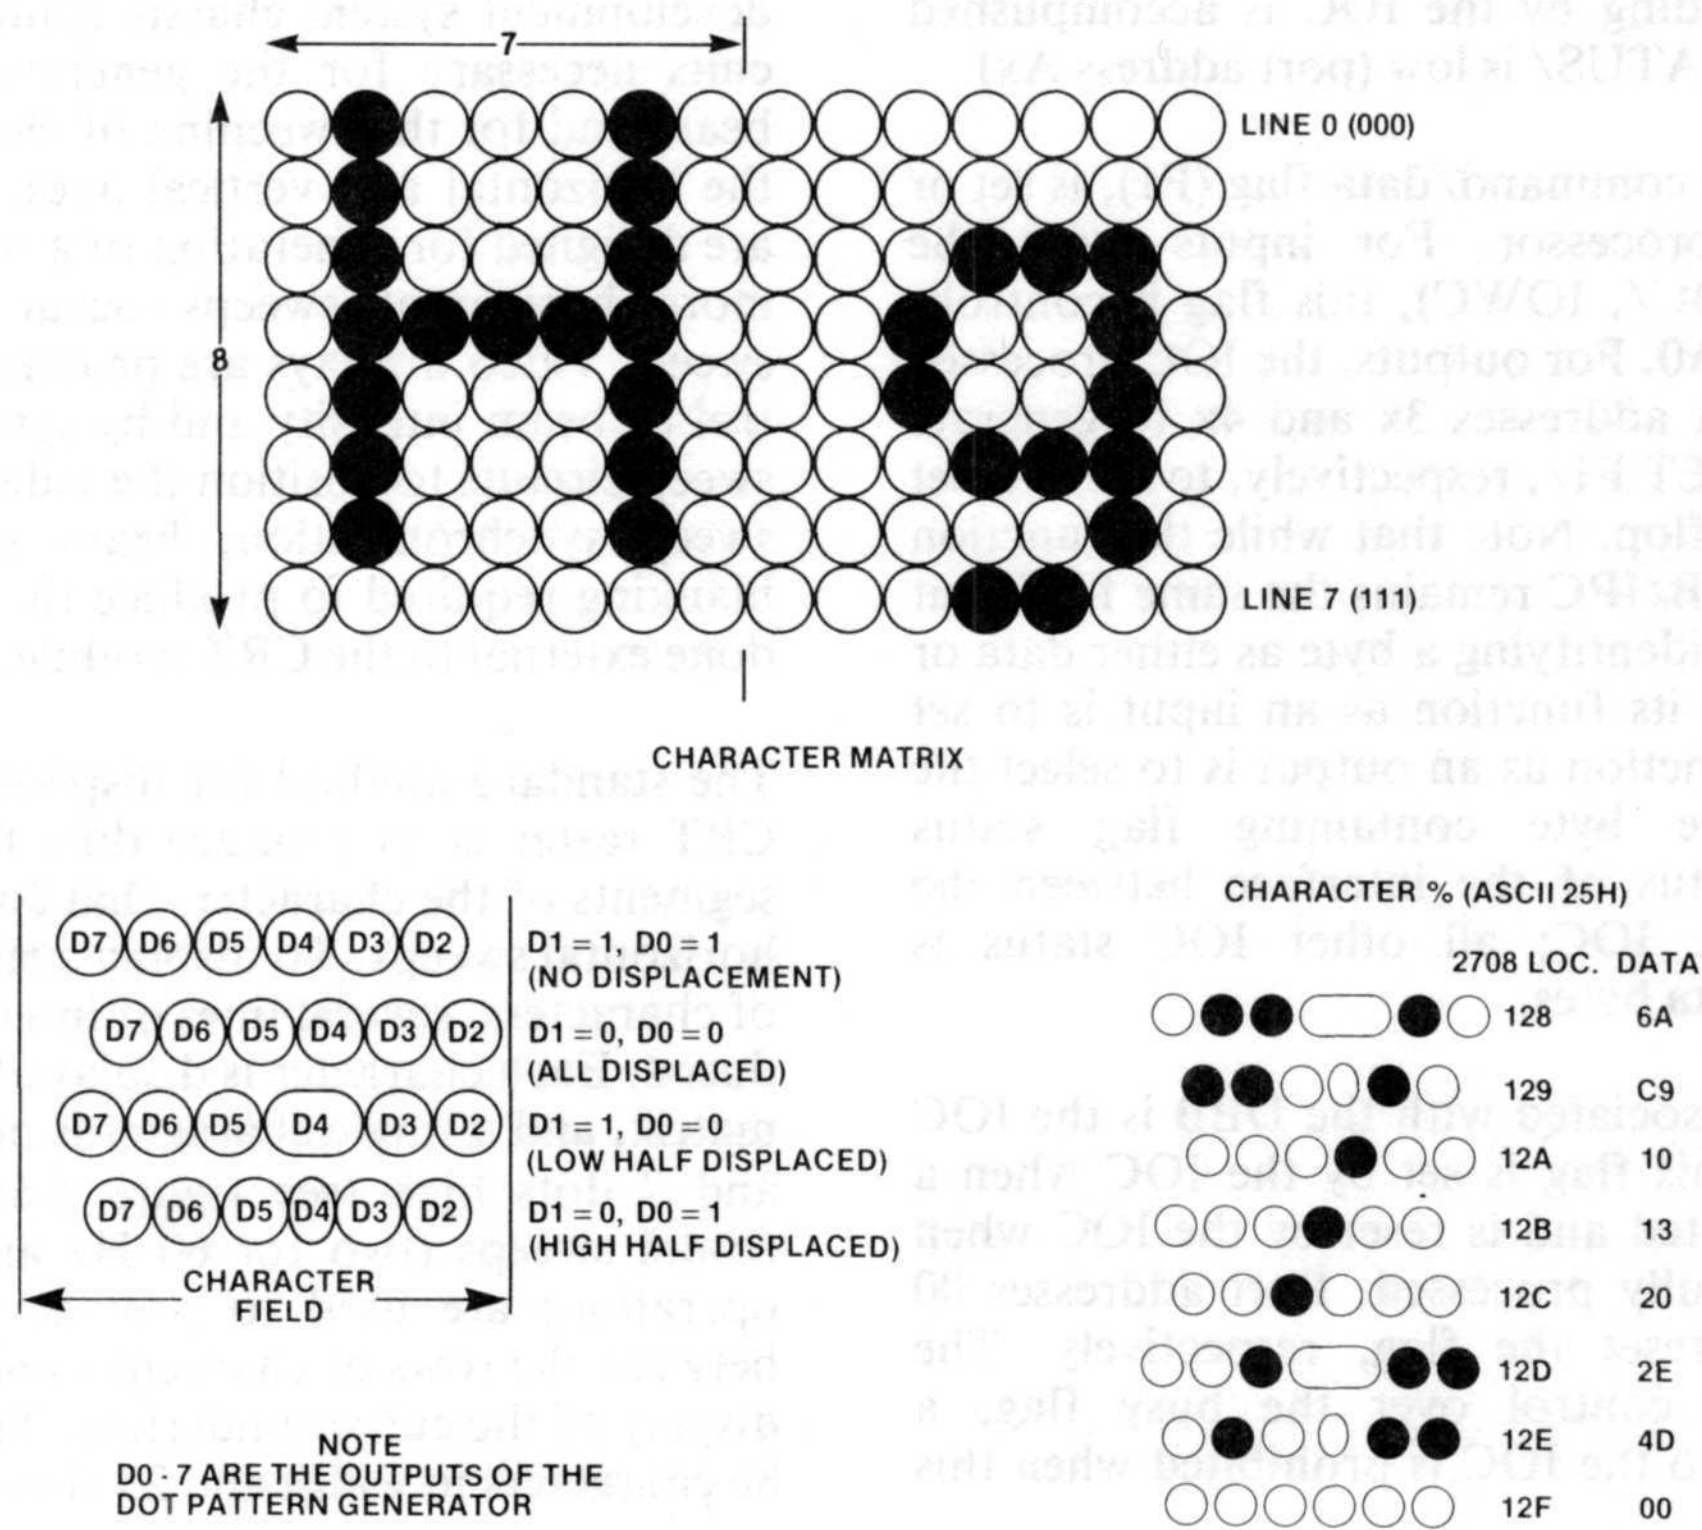 7
8
LINE 0 (000)
LINE 7 (111)
CHARACTER MATRIX
D7 D6 D5 D4 D3 D2
D1 = 1, D0 = 1
(NO DISPLACEMENT)
D7 D6 D5 D4 D3 D2
D1 = 0, D0 = 0
(ALL DISPLACED)
D7 D6 D5 D4 D3 D2
D1 = 1, D0 = 0
(LOW HALF DISPLACED)
D7 D6 D5 D4 D3 D2
D1 = 0, D0 = 1
(HIGH HALF DISPLACED)
CHARACTER
FIELD
NOTE
D0 - 7 ARE THE OUTPUTS OF THE
DOT PATTERN GENERATOR
CHARACTER % (ASCII 25H)
2708 LOC. DATA
128 6A
129 C9
12A 10
12B 13
12C 20
12D 2E
12E 4D
12F 00